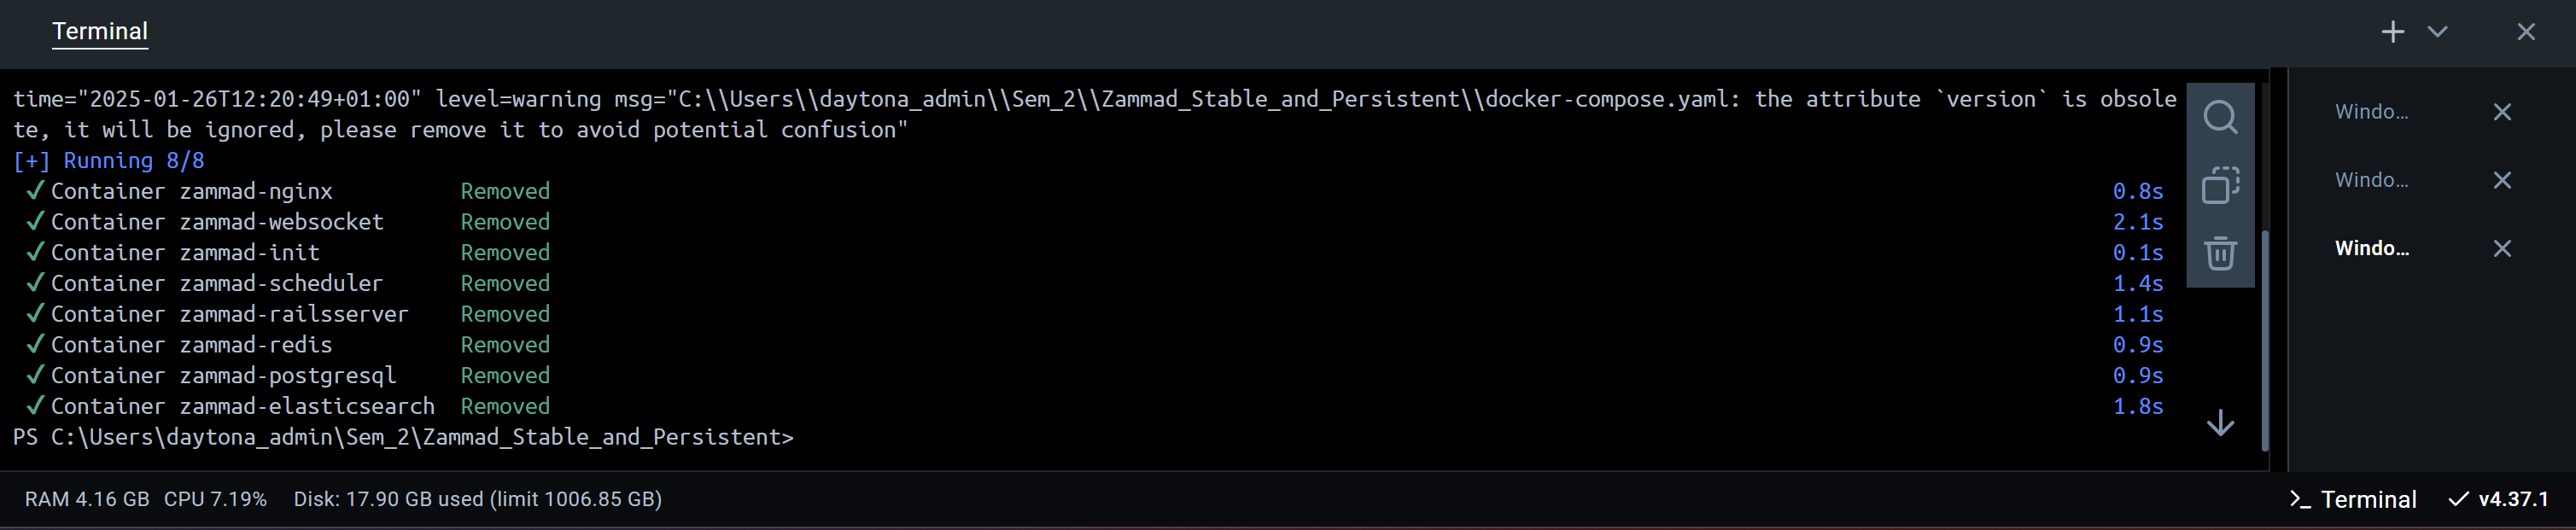 Terminal
time="2025-01-26T12:20:49+01:00" level=warning msg="C:\\Users\\daytona_admin\\Sem_2\\Zammad_Stable_and_Persistent\\docker-compose.yaml: the attribute `version` is obsole
te, it will be ignored, please remove it to avoid potential confusion"
[+] Running 8/8
✓ Container zammad-nginx Removed 0.8s
✓ Container zammad-websocket Removed 2.1s
✓ Container zammad-init Removed 0.1s
✓ Container zammad-scheduler Removed 1.4s
✓ Container zammad-railsserver Removed 1.1s
✓ Container zammad-redis Removed 0.9s
✓ Container zammad-postgresql Removed 0.9s
✓ Container zammad-elasticsearch Removed 1.8s
PS C:\Users\daytona_admin\Sem_2\Zammad_Stable_and_Persistent>
Windo...
Windo...
Windo...
RAM 4.16 GB CPU 7.19% Disk: 17.90 GB used (limit 1006.85 GB)
>_ Terminal ✓ v4.37.1